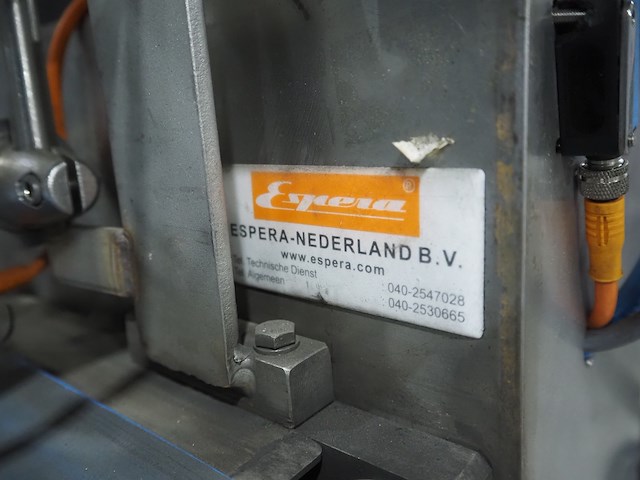 Espera®
ESPERA-NEDERLAND B.V.
www.espera.com
Technische Dienst : 040-2547028
Algemeen : 040-2530665